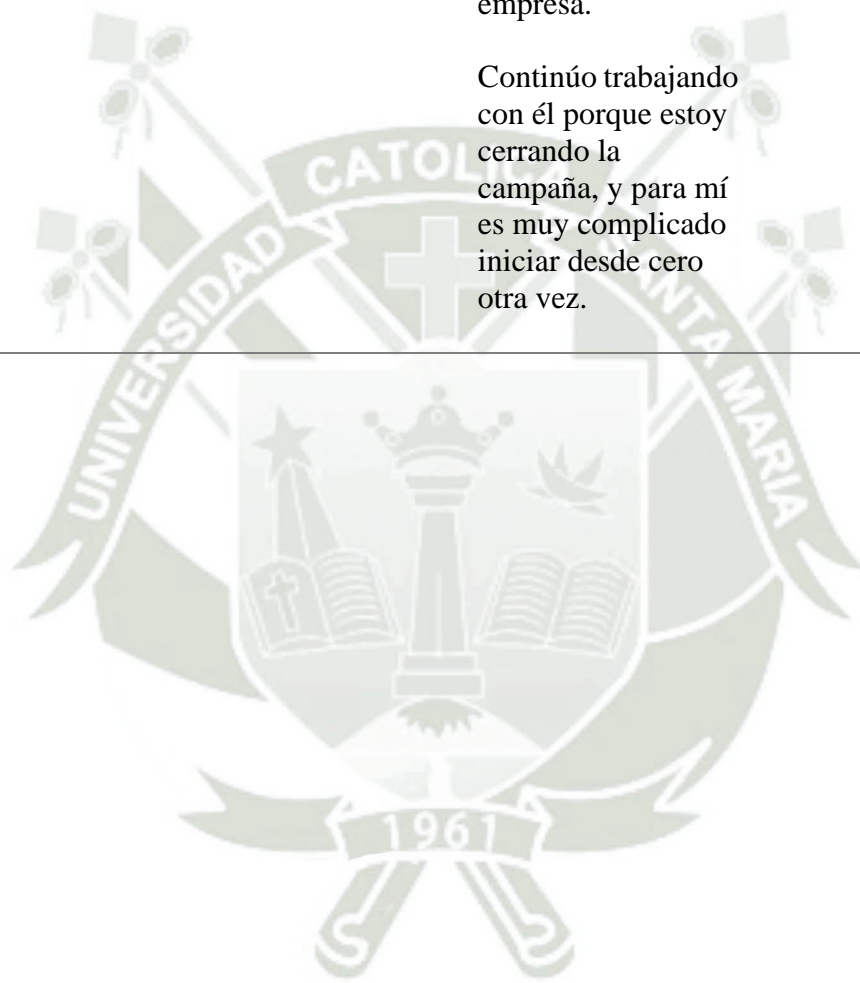 empresa.
Continúo trabajando
con él porque estoy
cerrando la
campaña, y para mí
es muy complicado
iniciar desde cero
otra vez.
UNIVERSIDAD CATOLICA SANTA MARIA
1961